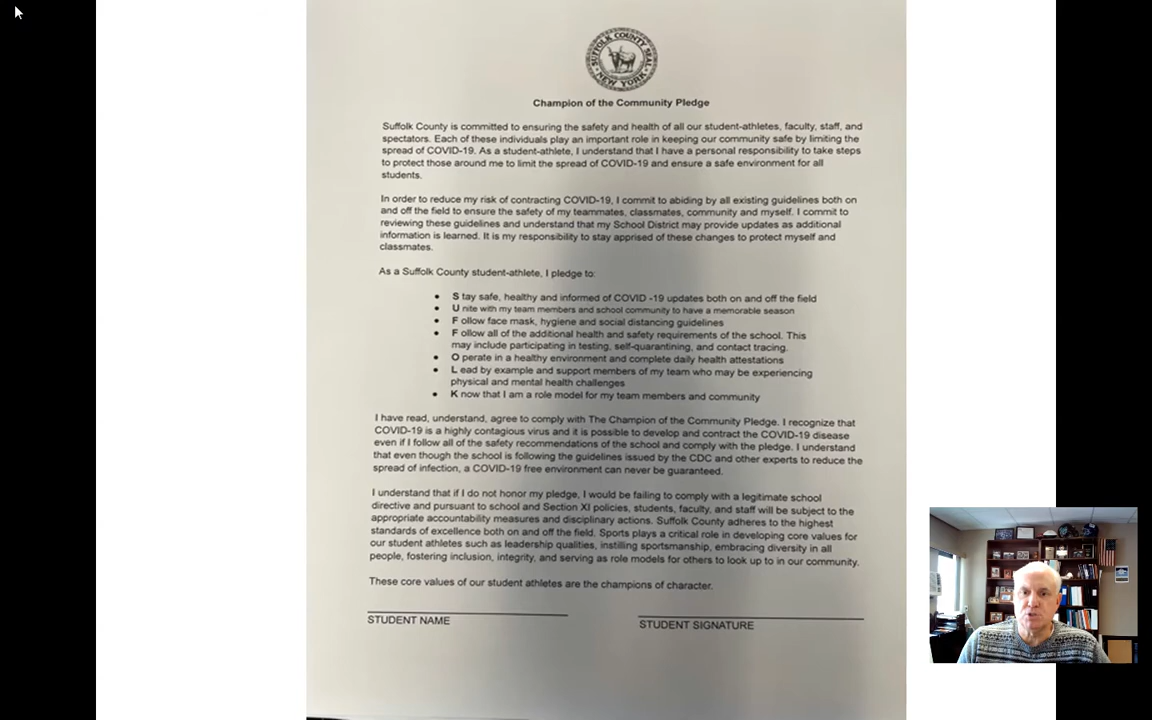 SUFFOLK COUNTY SEAL
NEW YORK
Champion of the Community Pledge
Suffolk County is committed to ensuring the safety and health of all our student-athletes, faculty, staff, and
spectators. Each of these individuals play an important role in keeping our community safe by limiting the
spread of COVID-19. As a student-athlete, I understand that I have a personal responsibility to take steps
to protect those around me to limit the spread of COVID-19 and ensure a safe environment for all
students.
In order to reduce my risk of contracting COVID-19, I commit to abiding by all existing guidelines both on
and off the field to ensure the safety of my teammates, classmates, community and myself. I commit to
reviewing these guidelines and understand that my School District may provide updates as additional
information is learned. It is my responsibility to stay apprised of these changes to protect myself and
classmates.
As a Suffolk County student-athlete, I pledge to:
• S tay safe, healthy and informed of COVID -19 updates both on and off the field
• U nite with my team members and school community to have a memorable season
• F ollow face mask, hygiene and social distancing guidelines
• F ollow all of the additional health and safety requirements of the school. This
may include participating in testing, self-quarantining, and contact tracing.
• O perate in a healthy environment and complete daily health attestations
• L ead by example and support members of my team who may be experiencing
physical and mental health challenges
• K now that I am a role model for my team members and community
I have read, understand, agree to comply with The Champion of the Community Pledge. I recognize that
COVID-19 is a highly contagious virus and it is possible to develop and contract the COVID-19 disease
even if I follow all of the safety recommendations of the school and comply with the pledge. I understand
that even though the school is following the guidelines issued by the CDC and other experts to reduce the
spread of infection, a COVID-19 free environment can never be guaranteed.
I understand that if I do not honor my pledge, I would be failing to comply with a legitimate school
directive and pursuant to school and Section XI policies, students, faculty, and staff will be subject to the
appropriate accountability measures and disciplinary actions. Suffolk County adheres to the highest
standards of excellence both on and off the field. Sports plays a critical role in developing core values for
our student athletes such as leadership qualities, instilling sportsmanship, embracing diversity in all
people, fostering inclusion, integrity, and serving as role models for others to look up to in our community.
These core values of our student athletes are the champions of character.
STUDENT NAME
STUDENT SIGNATURE